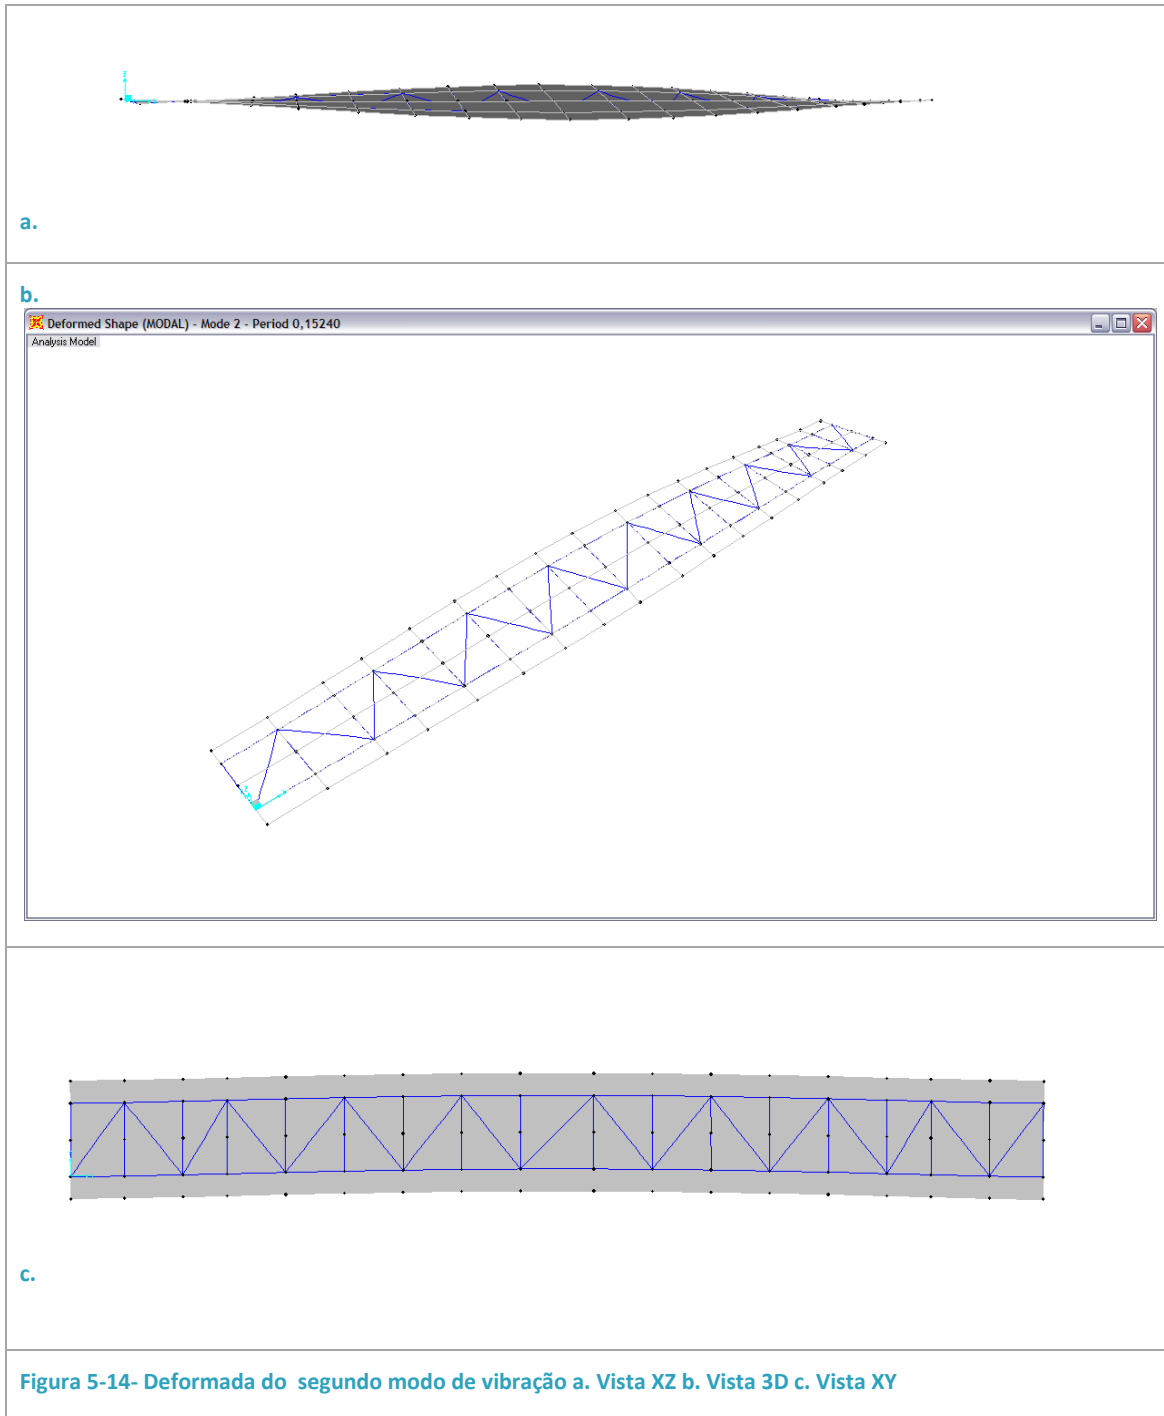 Z
a.
b.
Deformed Shape (MODAL) - Mode 2 - Period 0,15240
Analysis Model
Z
c.
Figura 5-14- Deformada do segundo modo de vibração a. Vista XZ b. Vista 3D c. Vista XY